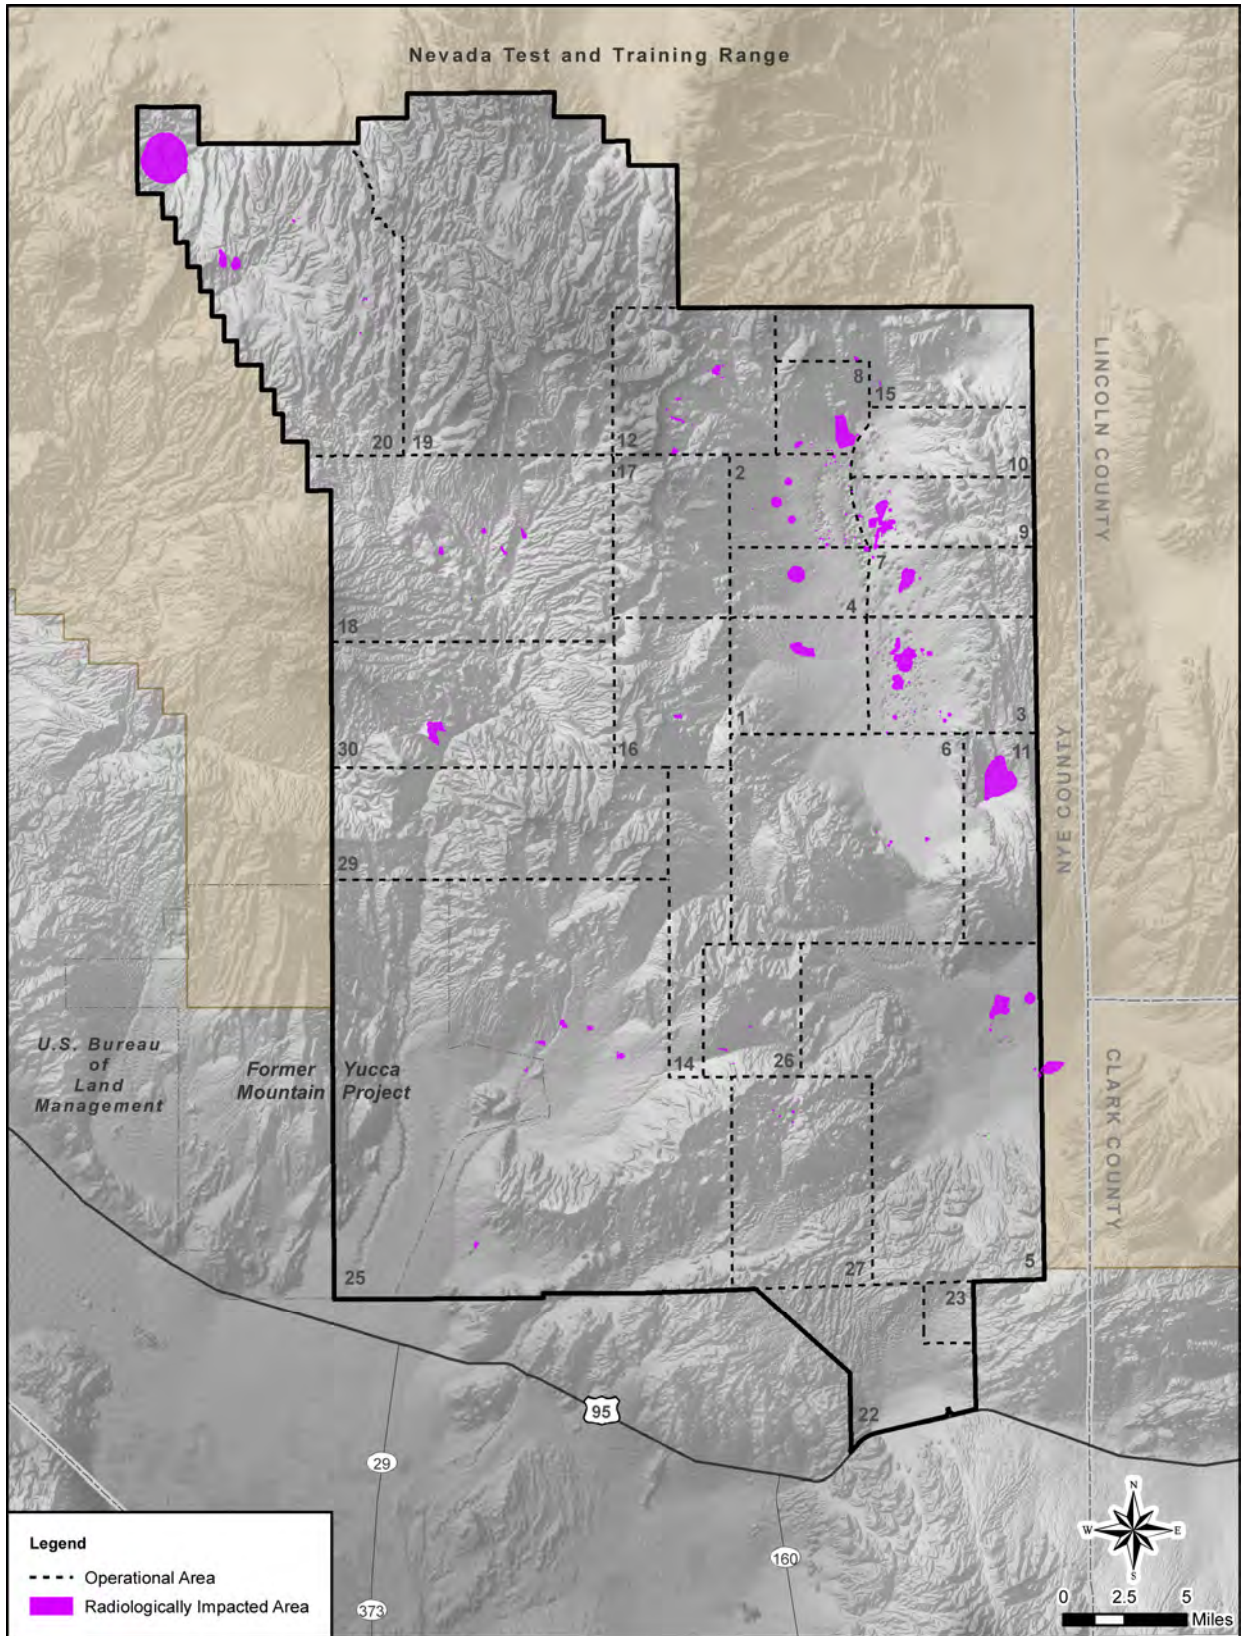 Nevada Test and Training Range
LINCOLN COUNTY
8
15
20
19
12
17
2
10
9
7
4
18
1
3
30
16
6
11
NYE COUNTY
29
U.S. Bureau
of
Land
Management
Former
Mountain
Yucca
Project
14
26
CLARK COUNTY
25
27
5
23
22
95
29
160
373
N
W
E
S
Legend
Operational Area
Radiologically Impacted Area
0 2.5 5
Miles